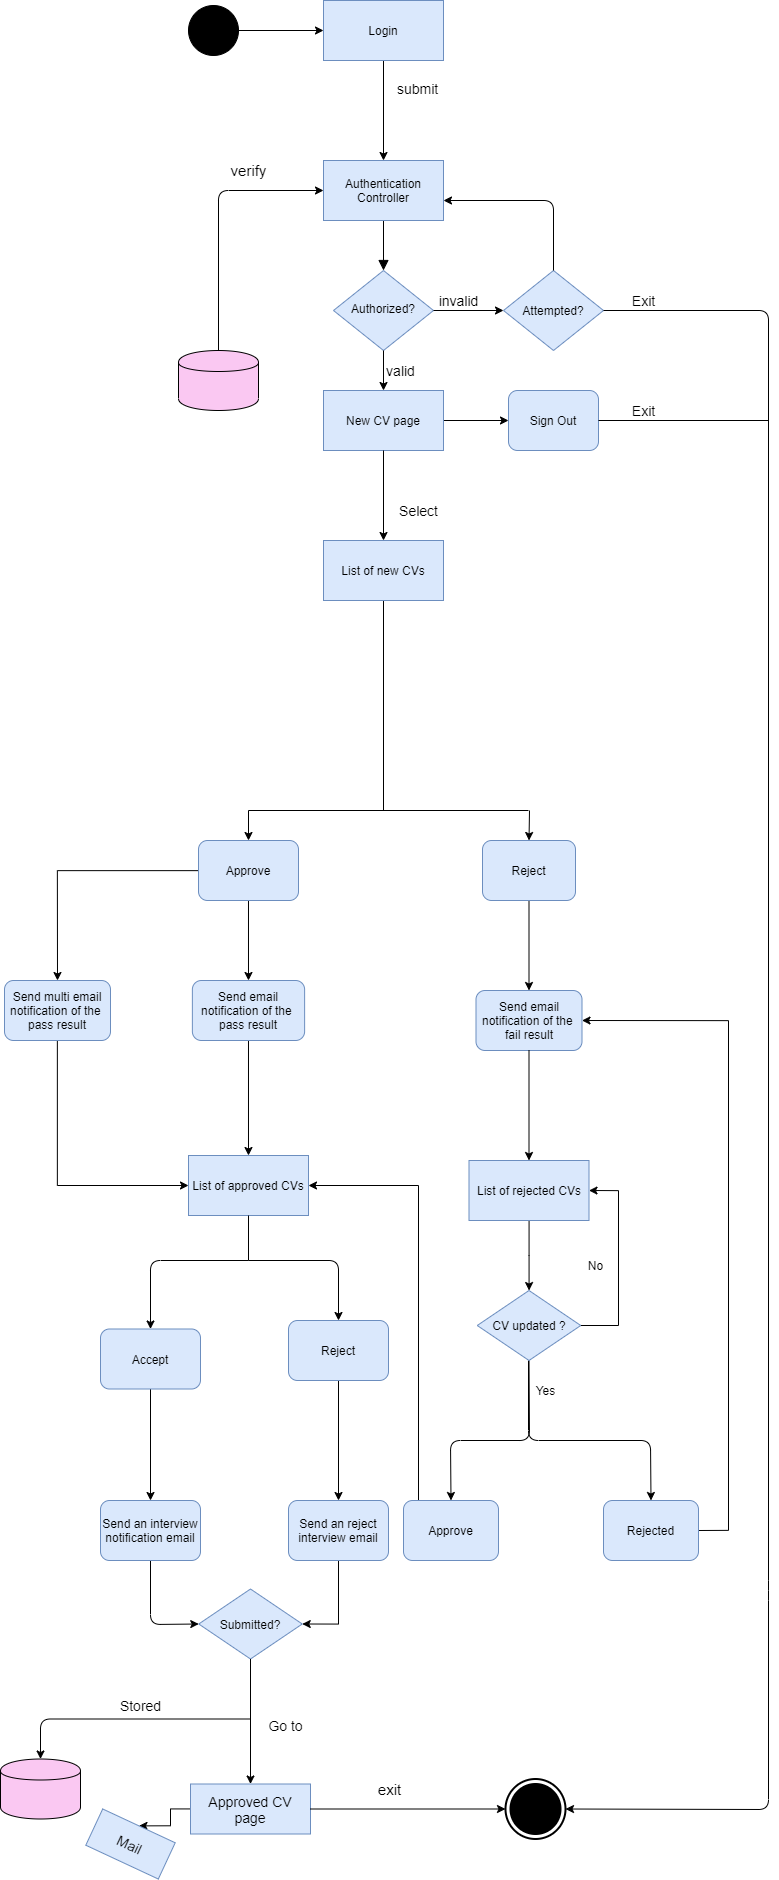 Login
submit
verify
Authentication
Controller
Authorized?
invalid
Attempted?
Exit
valid
New CV page
Sign Out
Exit
Select
List of new CVs
Approve
Reject
Send multi email
notification of the
pass result
Send email
notification of the
pass result
Send email
notification of the
fail result
List of approved CVs
List of rejected CVs
No
CV updated ?
Accept
Reject
Yes
Send an interview
notification email
Send an reject
interview email
Approve
Rejected
Submitted?
Stored
Go to
Approved CV
page
exit
Mail